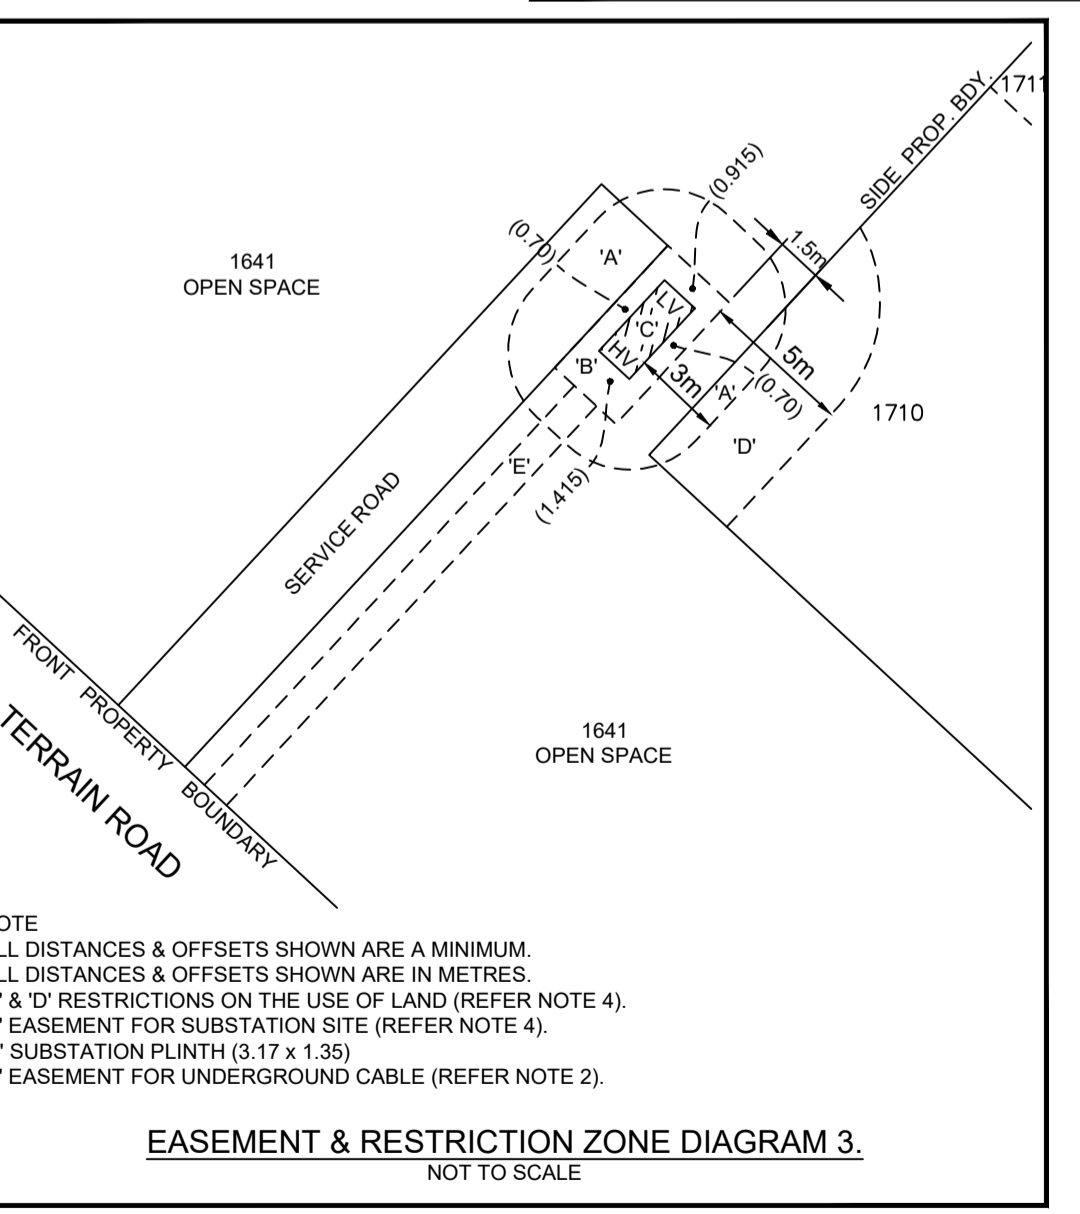 1711
SIDE PROP. BDY.
(0.915)
(0.70)
1641
OPEN SPACE
'A'
1.5m
LV
'C'
HV
'B'
3m
'A'
5m
(0.70)
1710
'D'
'E'
(1.415)
SERVICE ROAD
FRONT PROPERTY BOUNDARY
TERRAIN ROAD
1641
OPEN SPACE
OTE
LL DISTANCES & OFFSETS SHOWN ARE A MINIMUM.
LL DISTANCES & OFFSETS SHOWN ARE IN METRES.
' & 'D' RESTRICTIONS ON THE USE OF LAND (REFER NOTE 4).
' EASEMENT FOR SUBSTATION SITE (REFER NOTE 4).
' SUBSTATION PLINTH (3.17 x 1.35)
' EASEMENT FOR UNDERGROUND CABLE (REFER NOTE 2).
EASEMENT & RESTRICTION ZONE DIAGRAM 3.
NOT TO SCALE